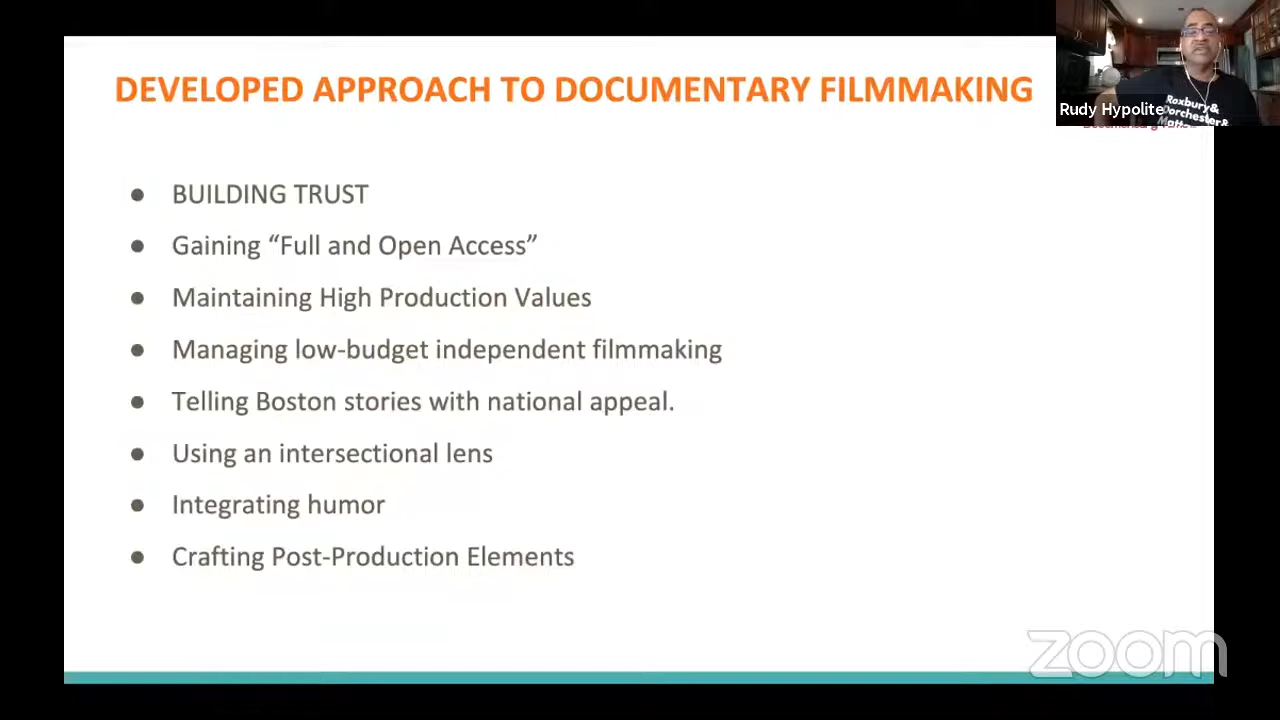 DEVELOPED APPROACH TO DOCUMENTARY FILMMAKING
Rudy Hypolite
Roxbury&
Dorchester&
● BUILDING TRUST
● Gaining “Full and Open Access”
● Maintaining High Production Values
● Managing low-budget independent filmmaking
● Telling Boston stories with national appeal.
● Using an intersectional lens
● Integrating humor
● Crafting Post-Production Elements
zoom